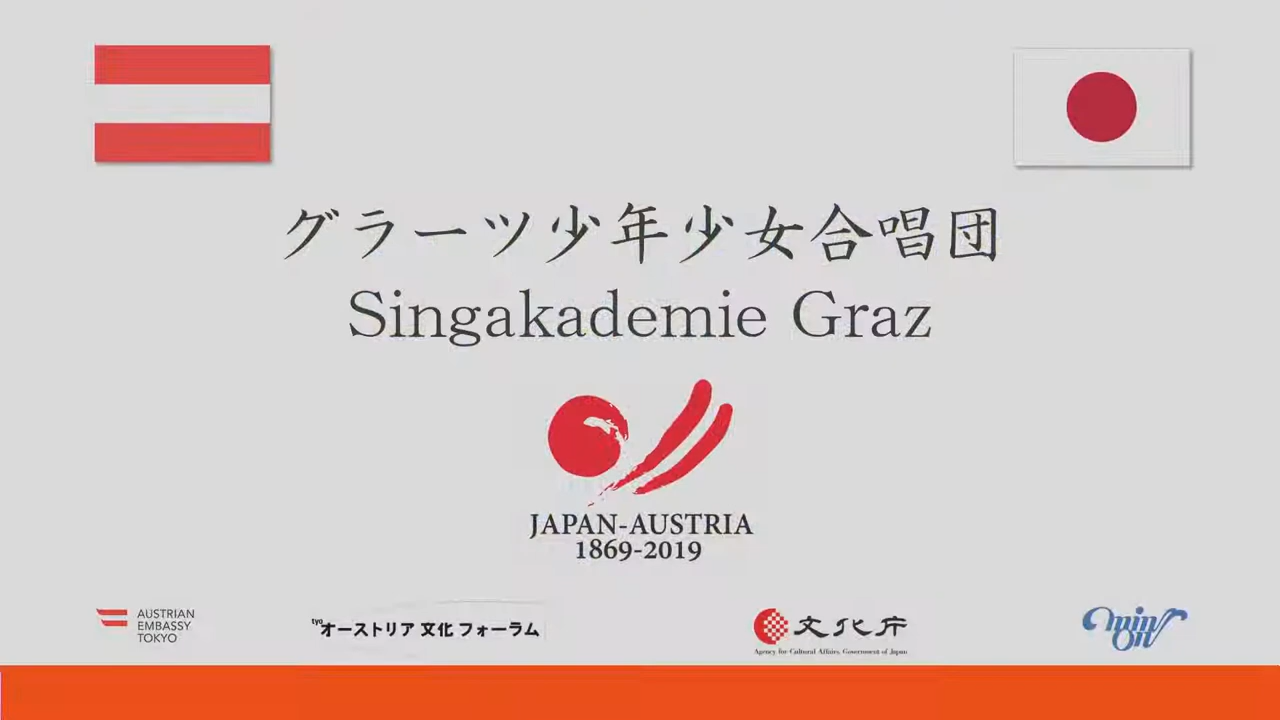 グラーツ少年少女合唱団
Singakademie Graz
JAPAN-AUSTRIA
1869-2019
AUSTRIAN
EMBASSY
TOKYO
tyo オーストリア 文化 フォーラム
文化庁
Agency for Cultural Affairs, Government of Japan
min
On